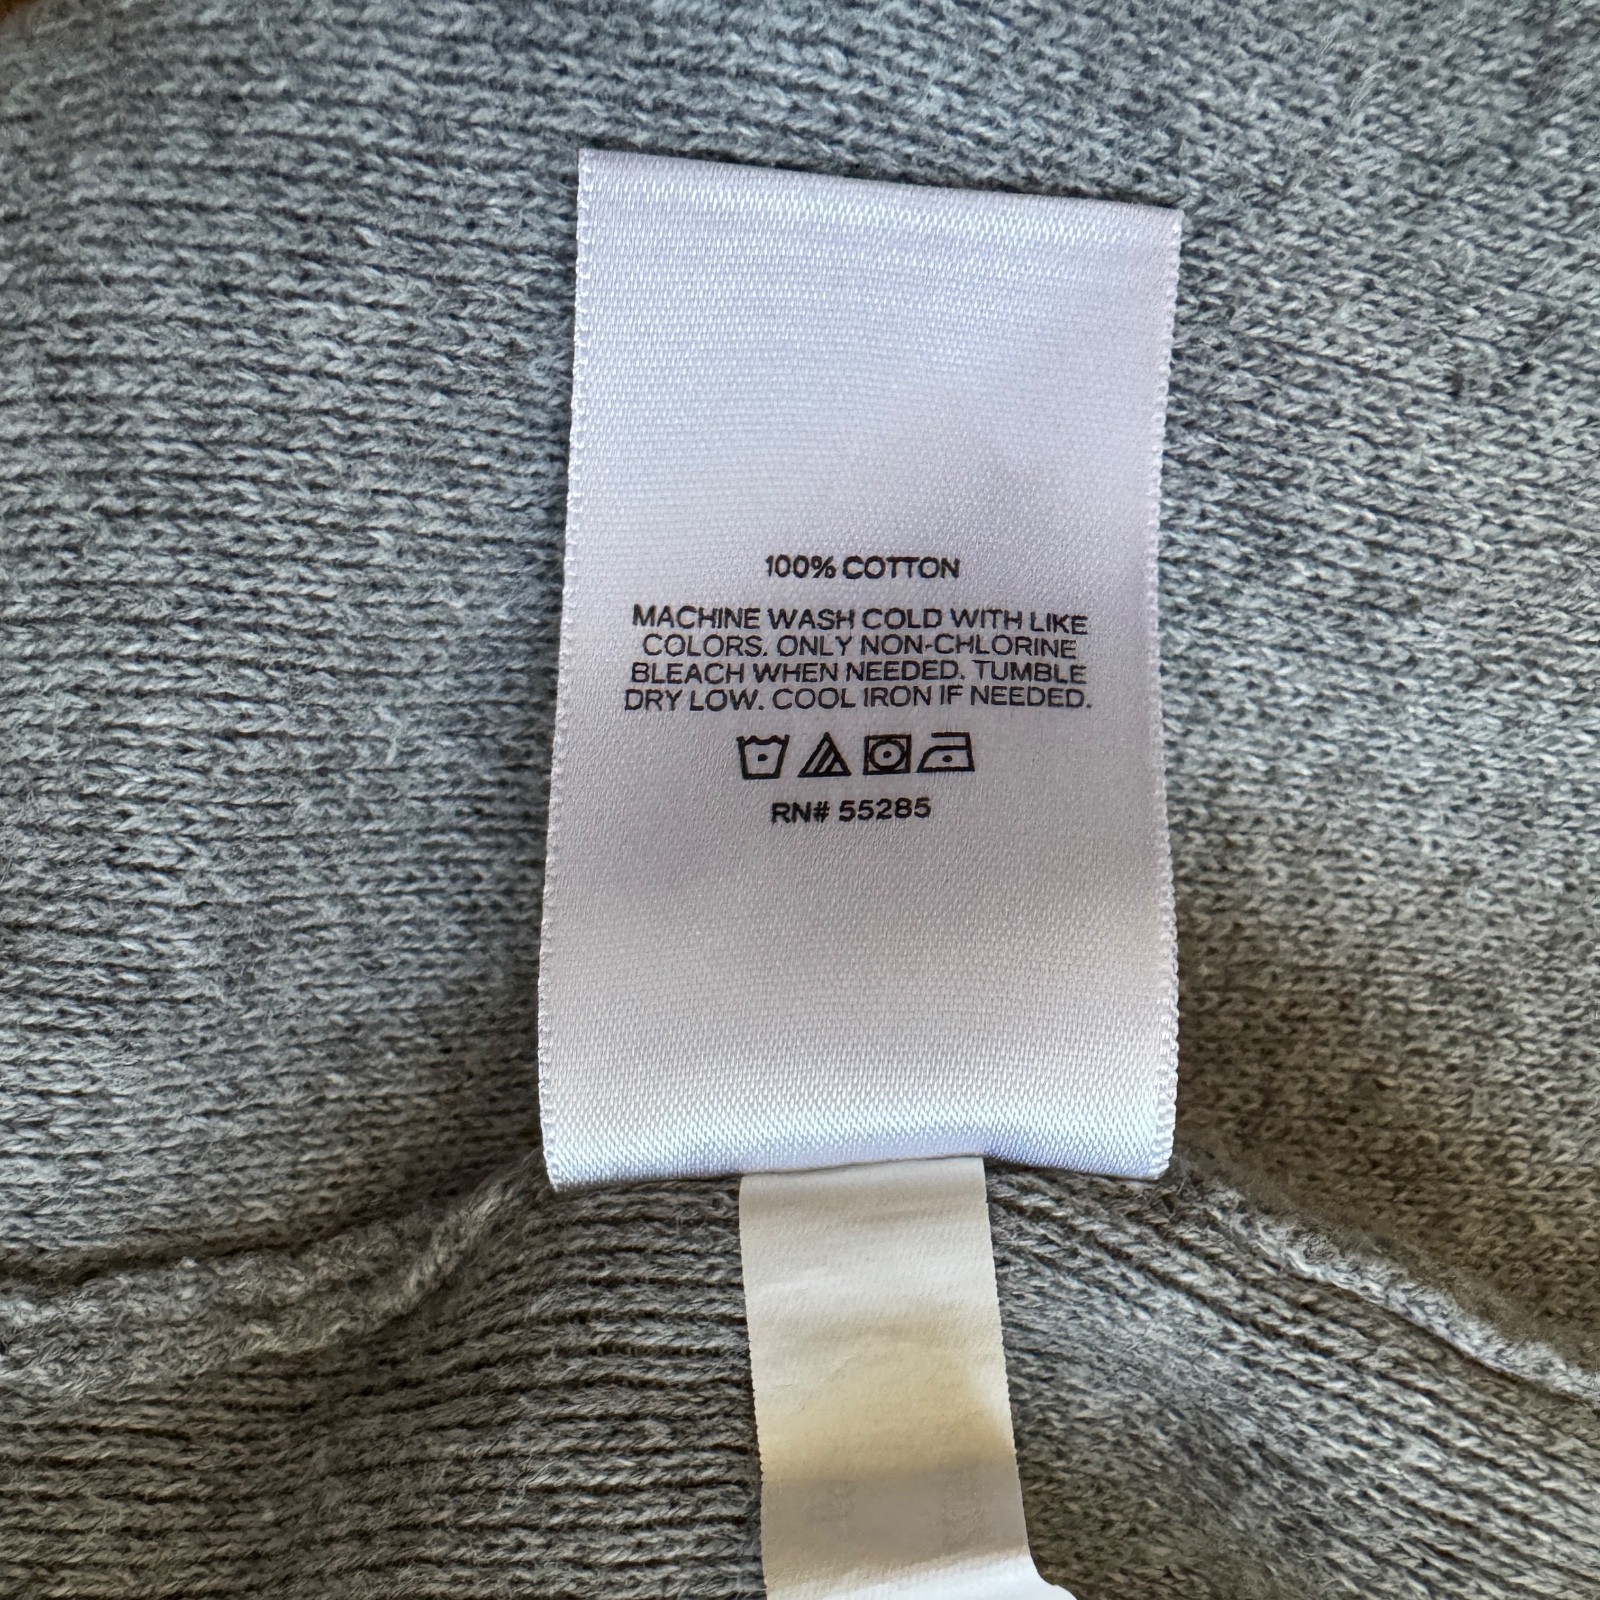 100% COTTON
MACHINE WASH COLD WITH LIKE
COLORS. ONLY NON-CHLORINE
BLEACH WHEN NEEDED. TUMBLE
DRY LOW. COOL IRON IF NEEDED.
RN# 55285